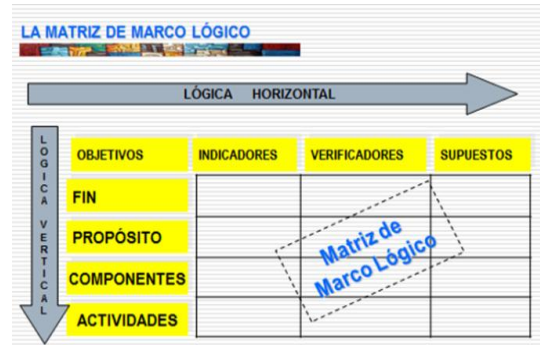 LA MATRIZ DE MARCO LÓGICO
LÓGICA HORIZONTAL
LOGICA VERTICAL
OBJETIVOS INDICADORES VERIFICADORES SUPUESTOS
FIN
PROPÓSITO
COMPONENTES
ACTIVIDADES
Matriz de
Marco Lógico